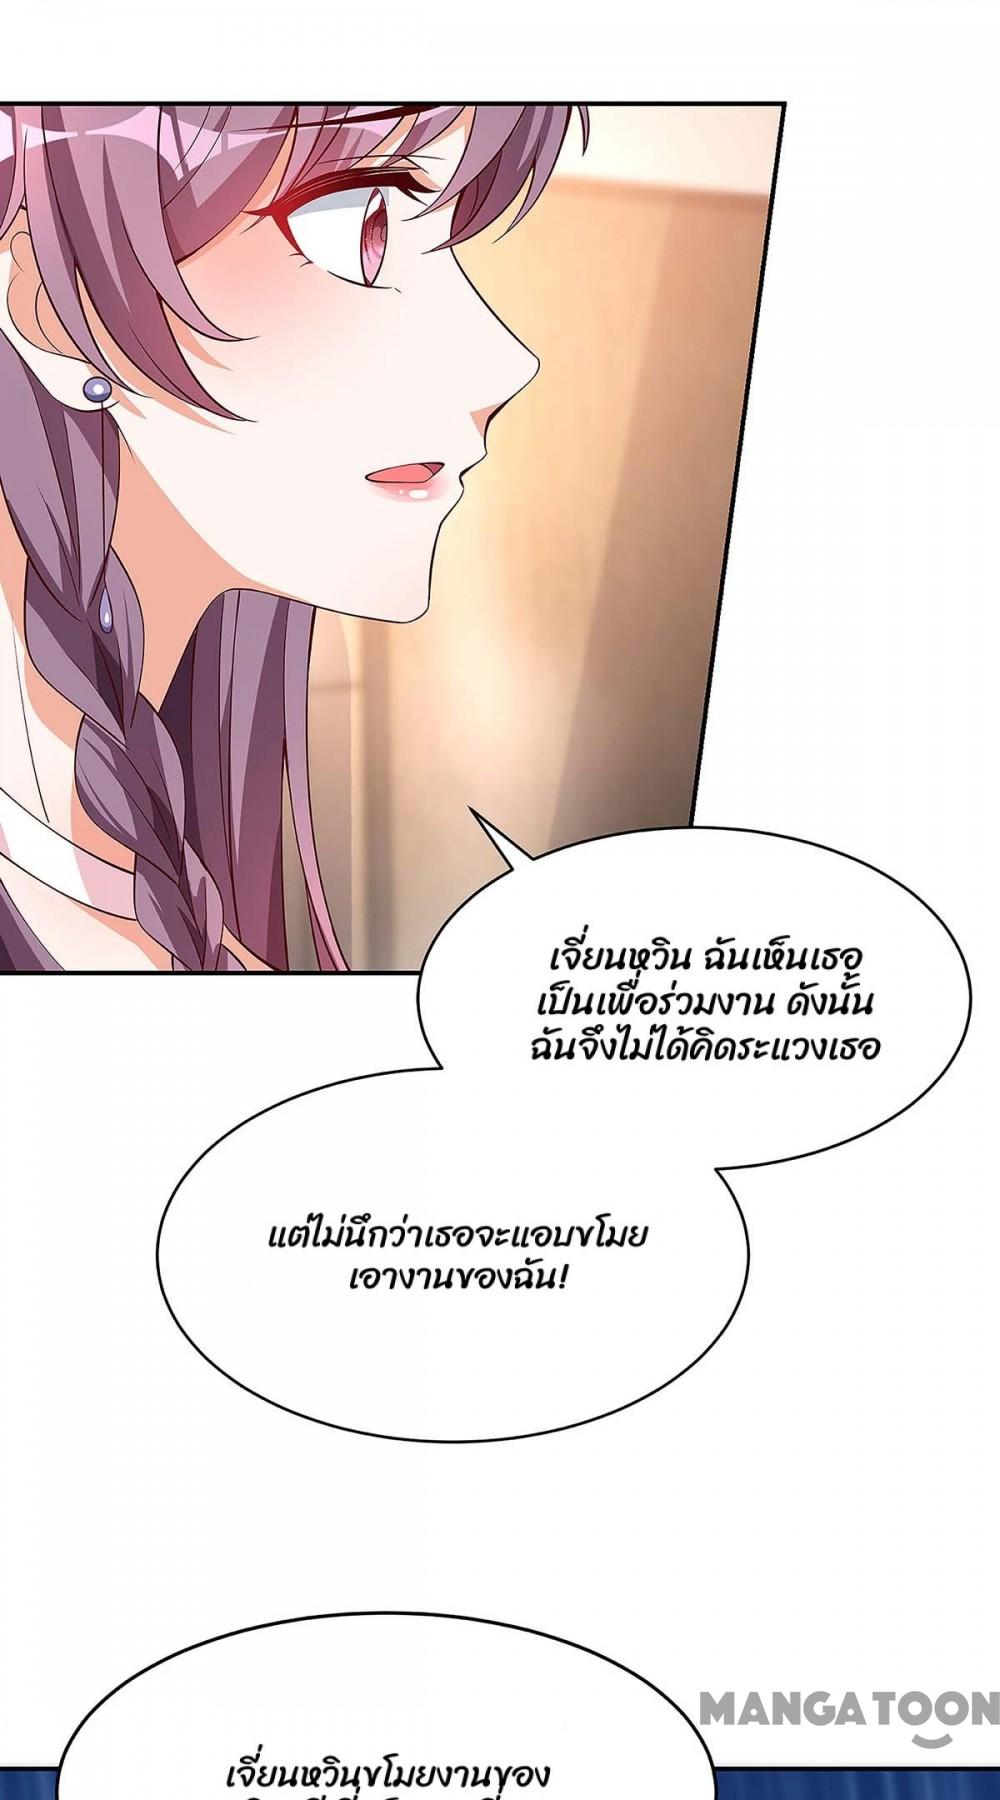 เจี่ยนหวิน ฉันเห็นเธอ
เป็นเพื่อร่วมงาน ดังนั้น
ฉันจึงไม่ได้คิดระแวงเธอ
แต่ไม่นึกว่าเธอจะแอบขโมย
เอางานของฉัน!
MANGATOON
เจี่ยนหวินขโมยงานของ